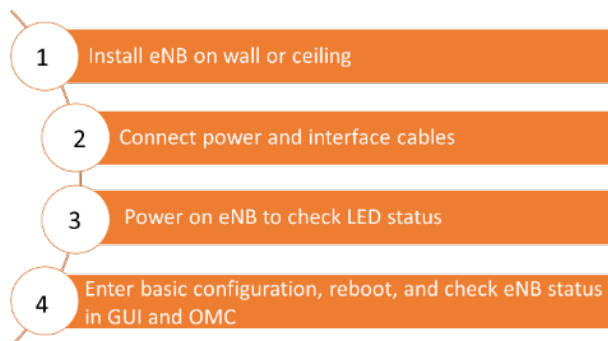 1 Install eNB on wall or ceiling
2 Connect power and interface cables
3 Power on eNB to check LED status
4 Enter basic configuration, reboot, and check eNB status
in GUI and OMC